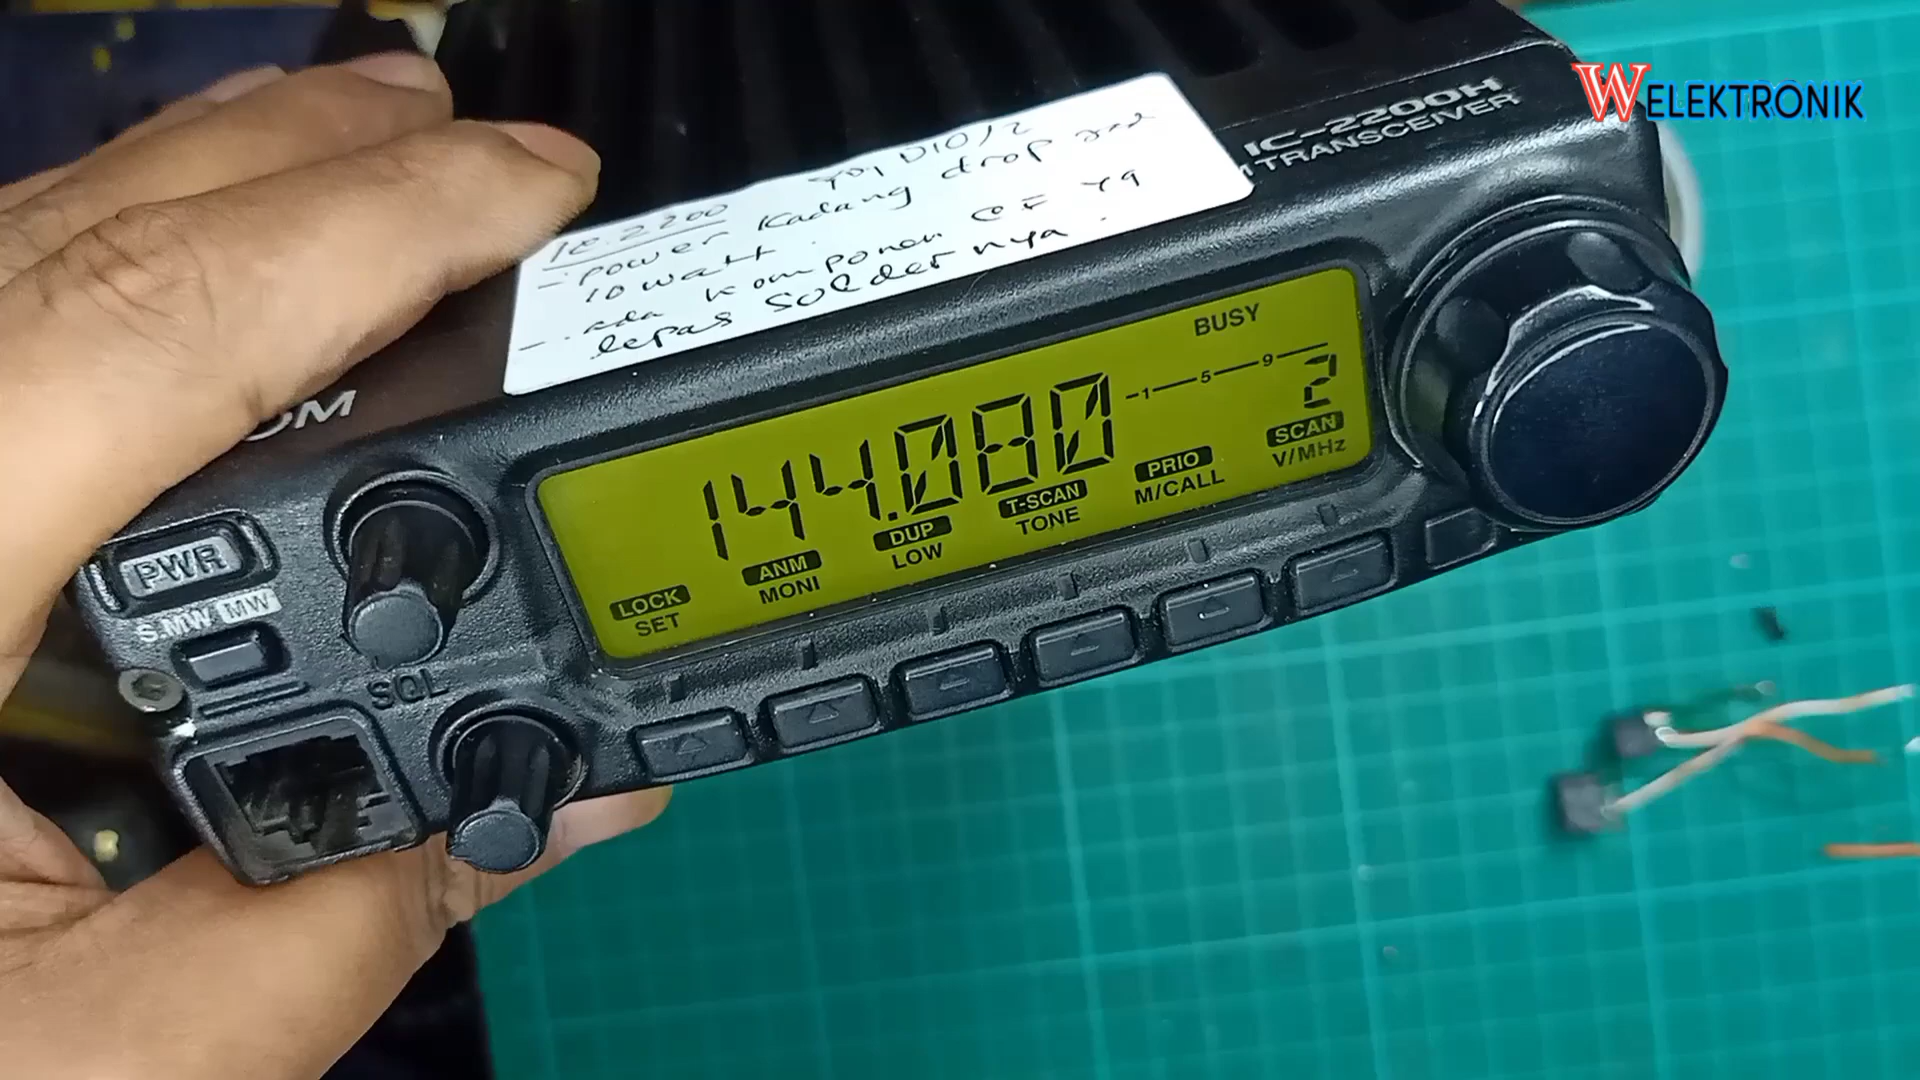 WELEKTRONIK
IC-2200H
TRANSCEIVER
IC.2200
- power kadang drop
10 watt.
- ada komponen CF
lepas soldernya.
OM
BUSY
144.080
1 5 9
2
LOCK ANM DUP T-SCAN PRIO SCAN
SET MONI LOW TONE M/CALL V/MHz
PWR
S.MW MW
SQL